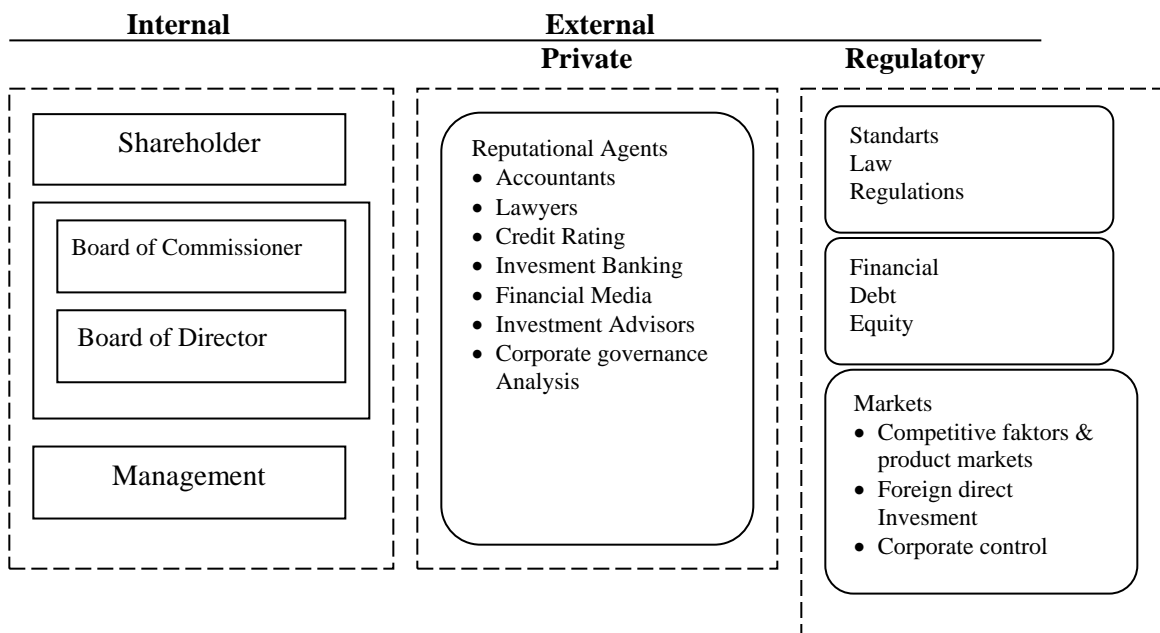 Internal
External
Private
Regulatory
Shareholder
Board of Commissioner
Board of Director
Management
Reputational Agents
• Accountants
• Lawyers
• Credit Rating
• Invesment Banking
• Financial Media
• Investment Advisors
• Corporate governance
Analysis
Standarts
Law
Regulations
Financial
Debt
Equity
Markets
• Competitive faktors &
product markets
• Foreign direct
Invesment
• Corporate control